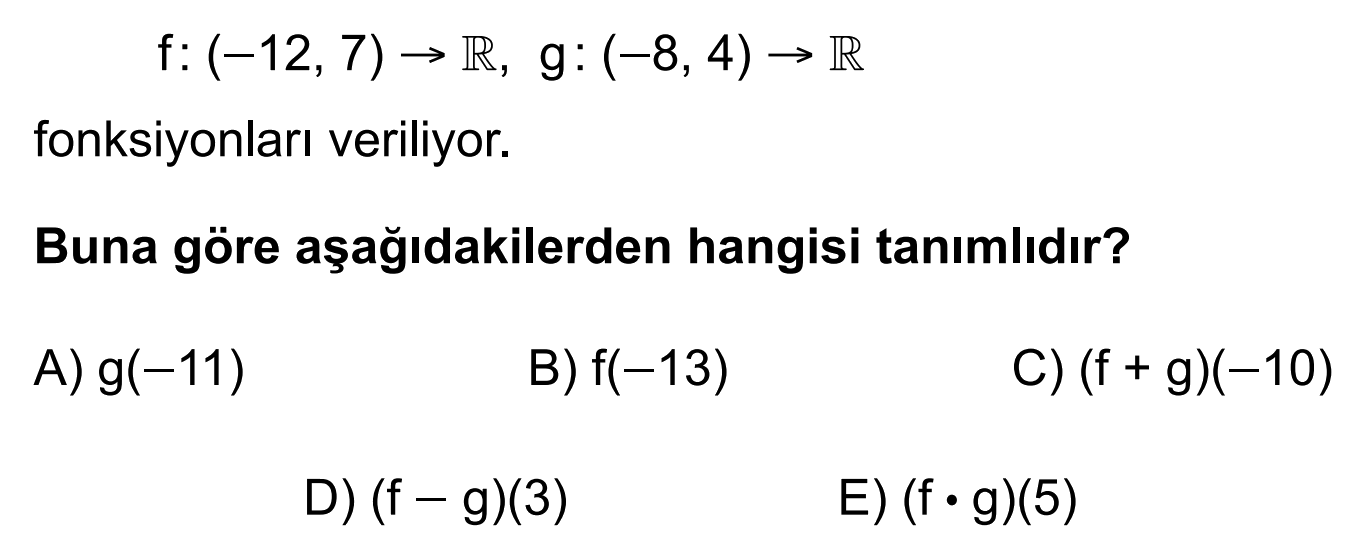 f: (−12, 7) → ℝ, g: (−8, 4) → ℝ
fonksiyonları veriliyor.
Buna göre aşağıdakilerden hangisi tanımlıdır?
A) g(−11) B) f(−13) C) (f + g)(−10)
D) (f − g)(3) E) (f • g)(5)